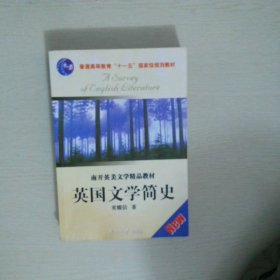 普通高等教育“十一五”国家级规划教材
A Survey
of English Literature
南开英美文学精品教材
英国文学简史
常耀信 著